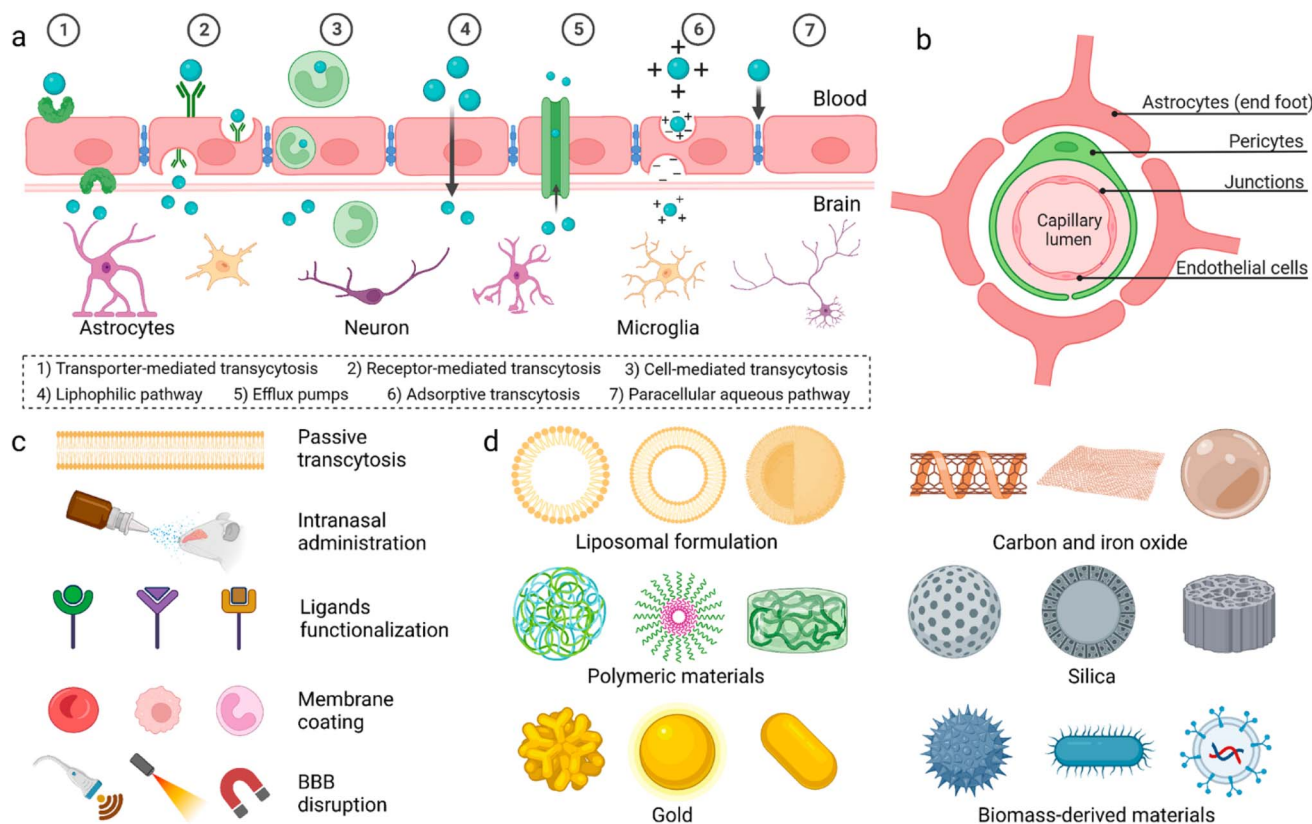 a
1 2 3 4 5 6 7
+
+ +
+
Blood
Brain
Astrocytes Neuron Microglia
1) Transporter-mediated transycytosis 2) Receptor-mediated transcytosis 3) Cell-mediated transycytosis
4) Liphophilic pathway 5) Efflux pumps 6) Adsorptive transcytosis 7) Paracellular aqueous pathway
b
Astrocytes (end foot)
Pericytes
Junctions
Capillary
lumen
Endothelial cells
c
Passive
transcytosis
Intranasal
administration
Ligands
functionalization
Membrane
coating
BBB
disruption
d
Liposomal formulation
Carbon and iron oxide
Polymeric materials
Silica
Gold
Biomass-derived materials